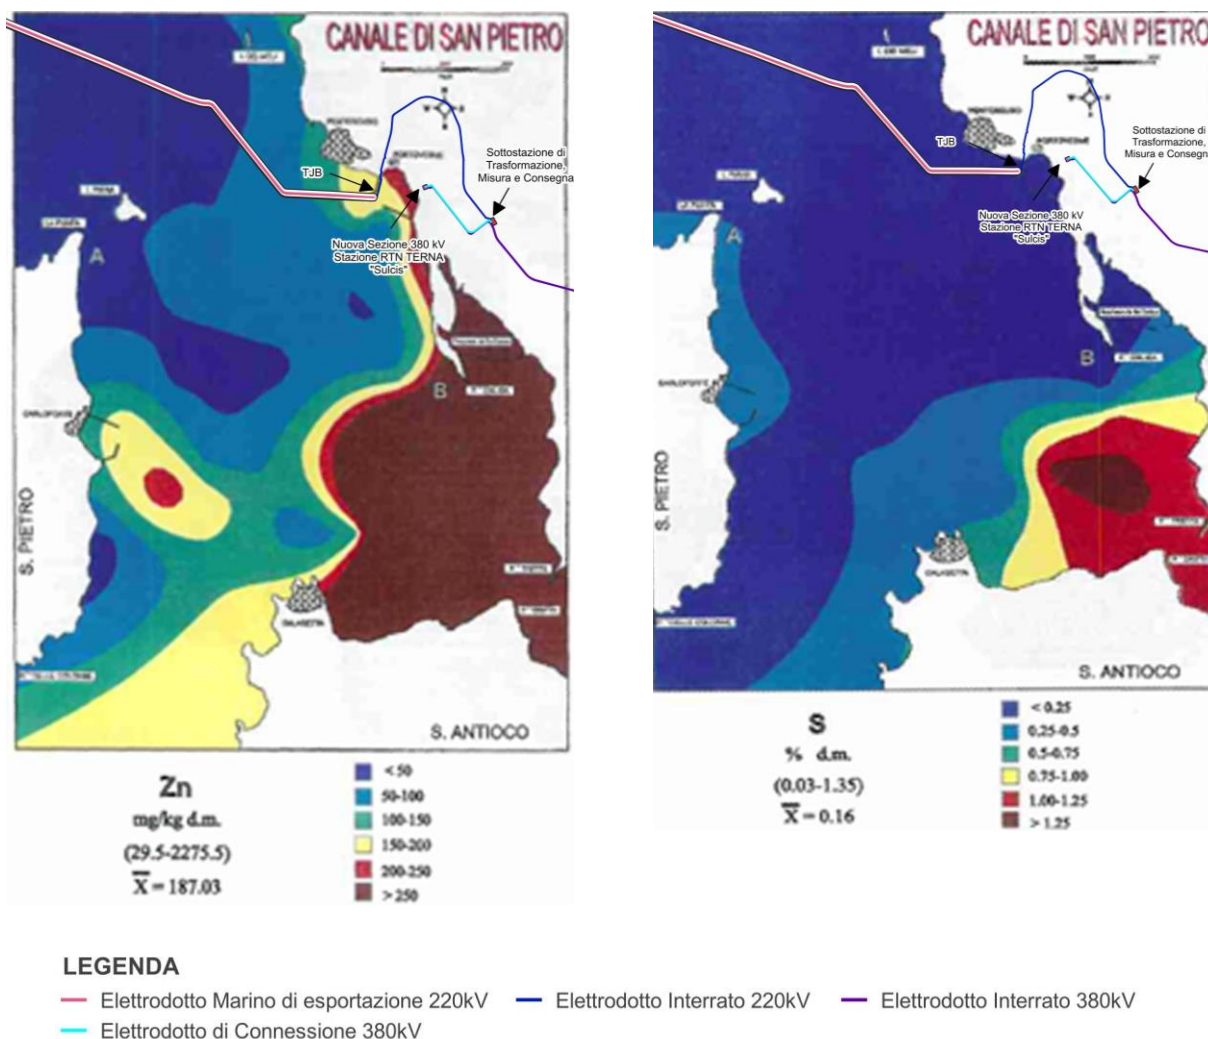 CANALE DI SAN PIETRO
TJB
Sottostazione di
Trasformazione,
Misura e Consegna
Nuova Sezione 380 kV
Stazione RTN TERNA
"Sulcis"
A
B
S. PIETRO
CALASETTA
S. ANTIOCO
Zn
mg/kg d.m.
(29.5-2275.5)
X = 187.03
< 50
50-100
100-150
150-200
200-250
> 250
CANALE DI SAN PIETRO
TJB
Sottostazione di
Trasformazione,
Misura e Consegna
Nuova Sezione 380 kV
Stazione RTN TERNA
"Sulcis"
A
B
CARLOFORTE
S. PIETRO
CALASETTA
S. ANTIOCO
S
% d.m.
(0.03-1.35)
X = 0.16
< 0.25
0.25-0.5
0.5-0.75
0.75-1.00
1.00-1.25
> 1.25
LEGENDA
Elettrodotto Marino di esportazione 220kV
Elettrodotto Interrato 220kV
Elettrodotto Interrato 380kV
Elettrodotto di Connessione 380kV